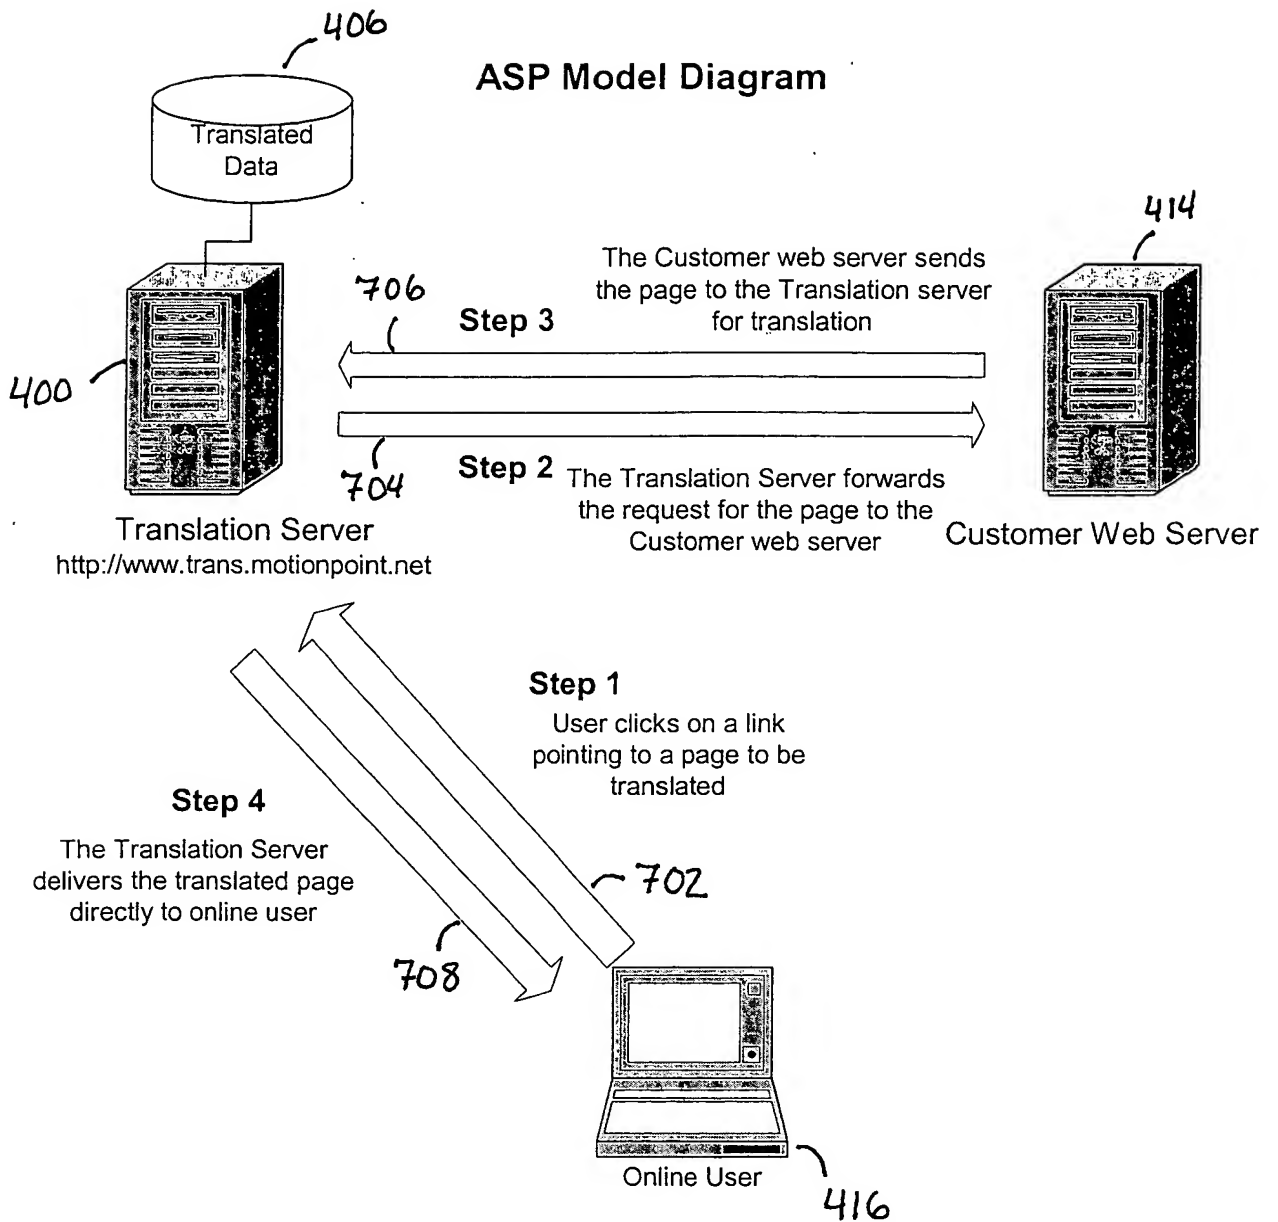 406
ASP Model Diagram
Translated
Data
414
The Customer web server sends
the page to the Translation server
for translation
706
Step 3
400
704
Step 2
The Translation Server forwards
the request for the page to the
Customer web server
Translation Server
http://www.trans.motionpoint.net
Customer Web Server
Step 1
User clicks on a link
pointing to a page to be
translated
Step 4
The Translation Server
delivers the translated page
directly to online user
702
708
Online User
416